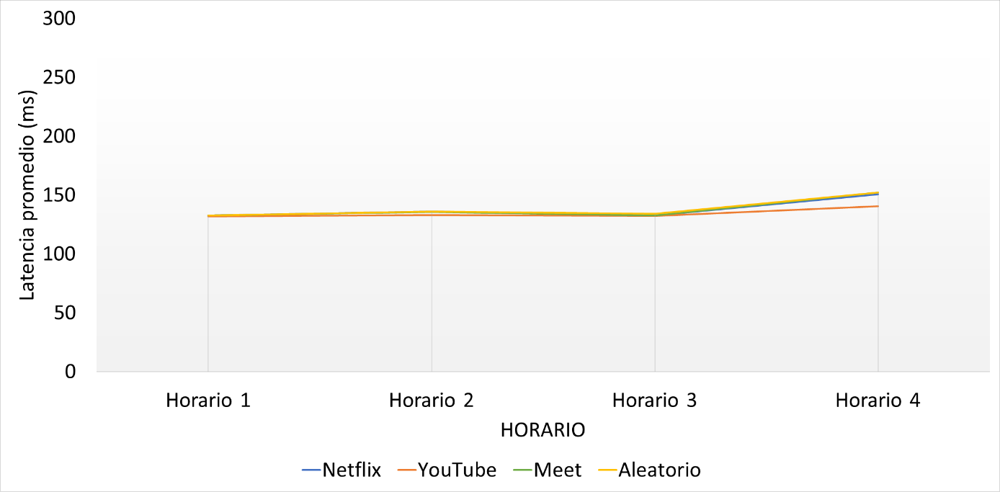 300
250
200
150
100
50
0
Latencia promedio (ms)
Horario 1
Horario 2
Horario 3
Horario 4
HORARIO
Netflix
YouTube
Meet
Aleatorio